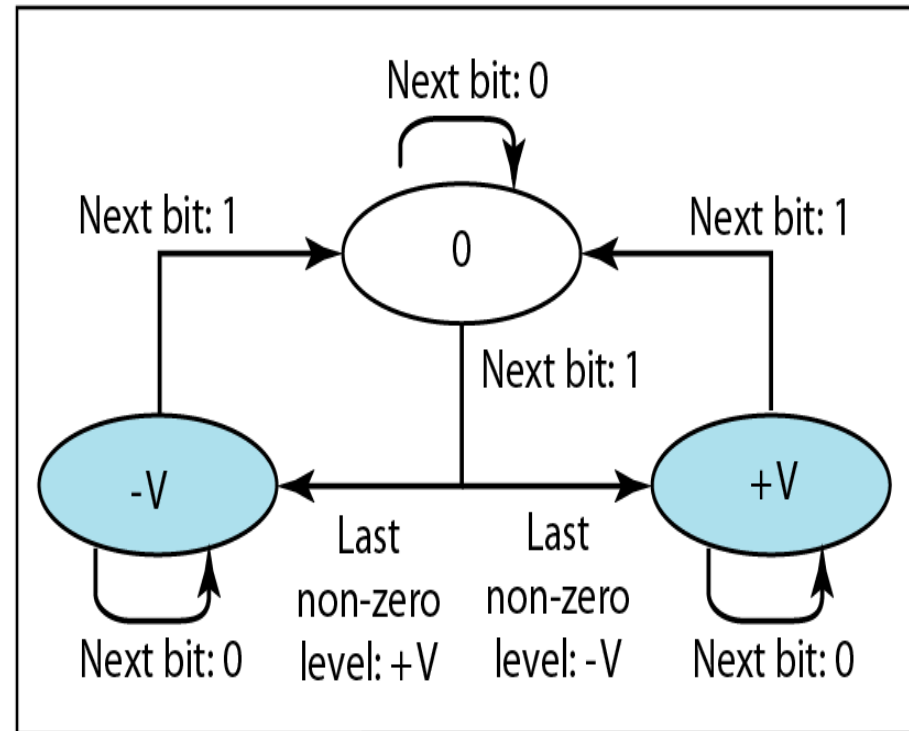 Next bit: 0
Next bit: 1
Next bit: 1
0
Next bit: 1
-V
+V
Last
non-zero
level: +V
Last
non-zero
level: -V
Next bit: 0
Next bit: 0